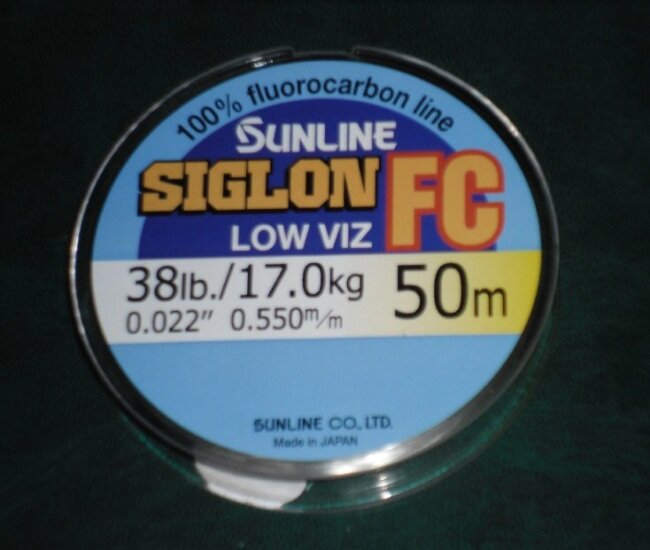 100% fluorocarbon line
SUNLINE
SIGLON FC
LOW VIZ
38lb./17.0kg 50m
0.022" 0.550m/m
SUNLINE CO., LTD.
Made in JAPAN